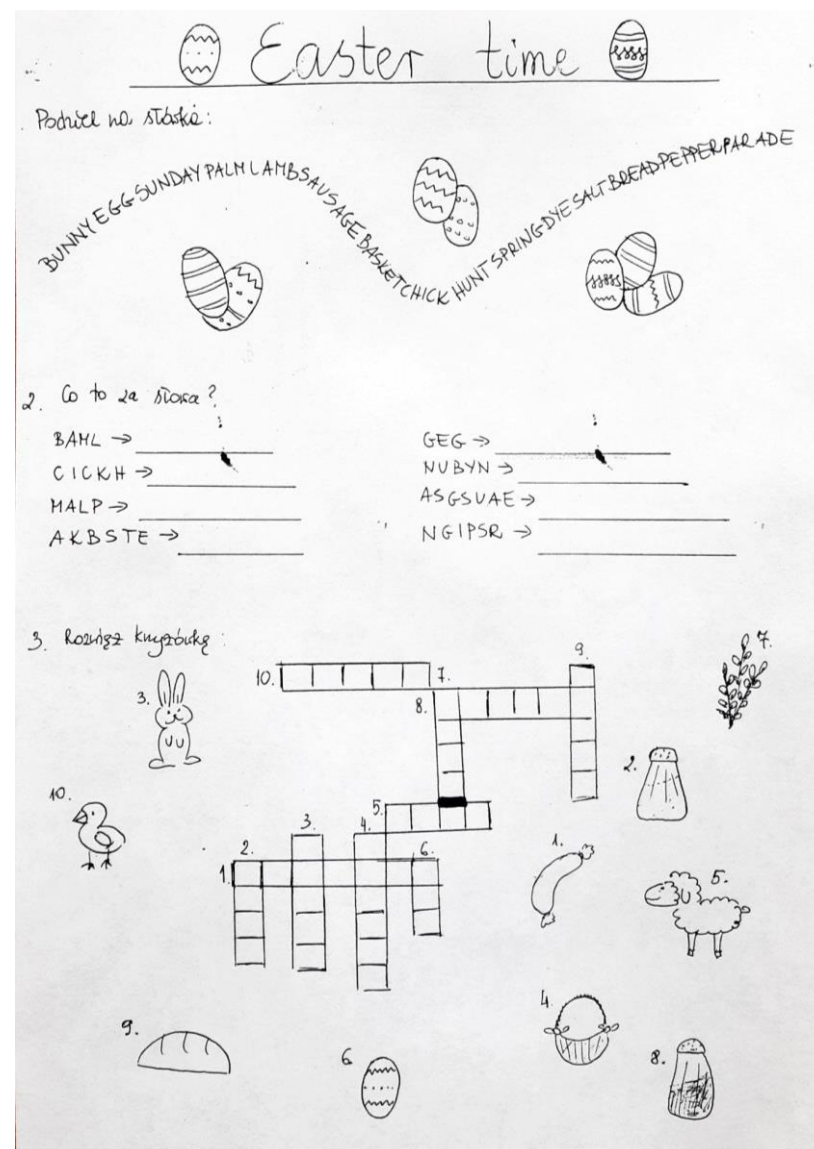 Easter time
Podziel na słówka:
BUNNYEGGSUNDAYPALMLAMBSAUSAGEBASKETCHICKHUNTSPRINGDYESALTBREADPEPPERPARADE
2. Co to za słowa?
BAML →
GEG →
CICKH →
NUBYN →
MALP →
ASGSUAE →
AKBSTE →
NGIPSR →
3. Rozwiąż krzyżówkę:
7.
9.
10.
7.
3.
8.
2.
10.
5.
3.
4.
1.
2.
6.
5.
1.
4.
9.
6
8.